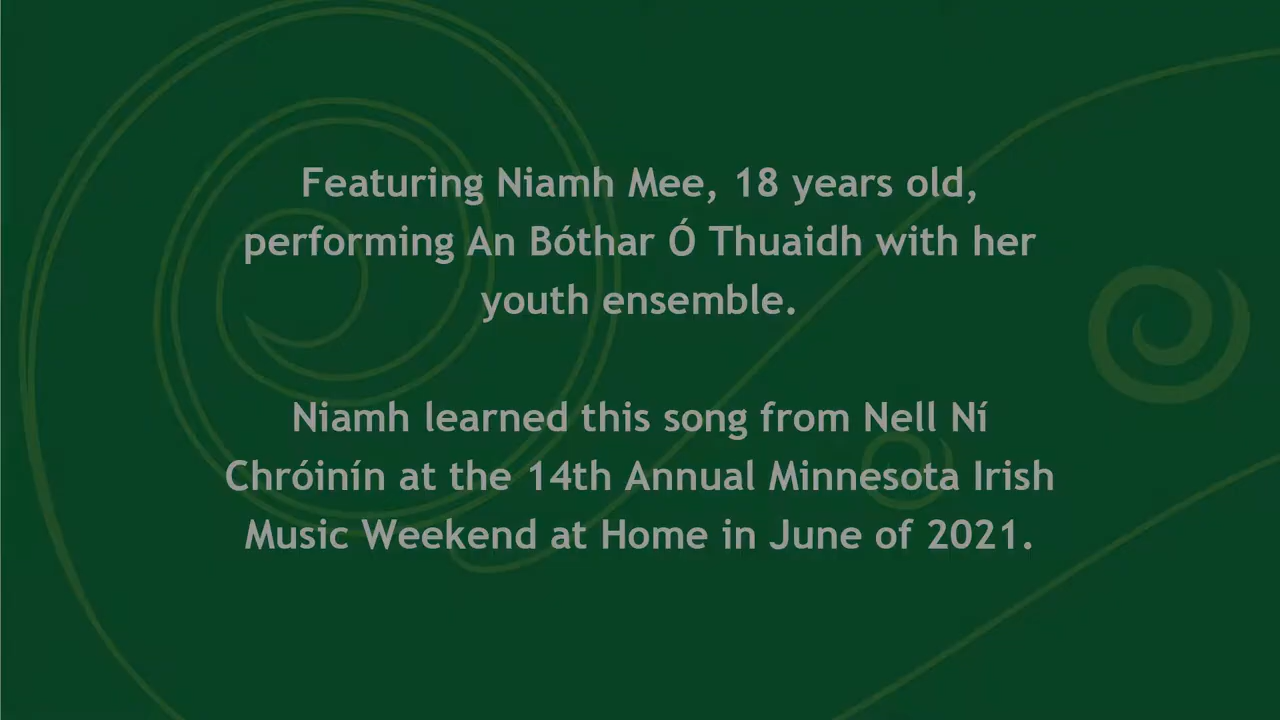 Featuring Niamh Mee, 18 years old,
performing An Bóthar Ó Thuaidh with her
youth ensemble.
Niamh learned this song from Nell Ní
Chróinín at the 14th Annual Minnesota Irish
Music Weekend at Home in June of 2021.